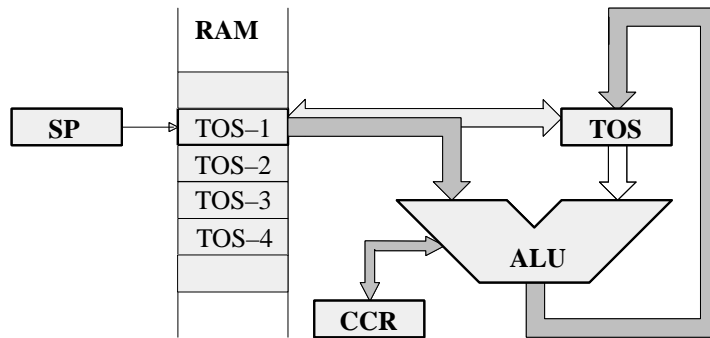 RAM
SP
TOS–1
TOS
TOS–2
TOS–3
TOS–4
ALU
CCR